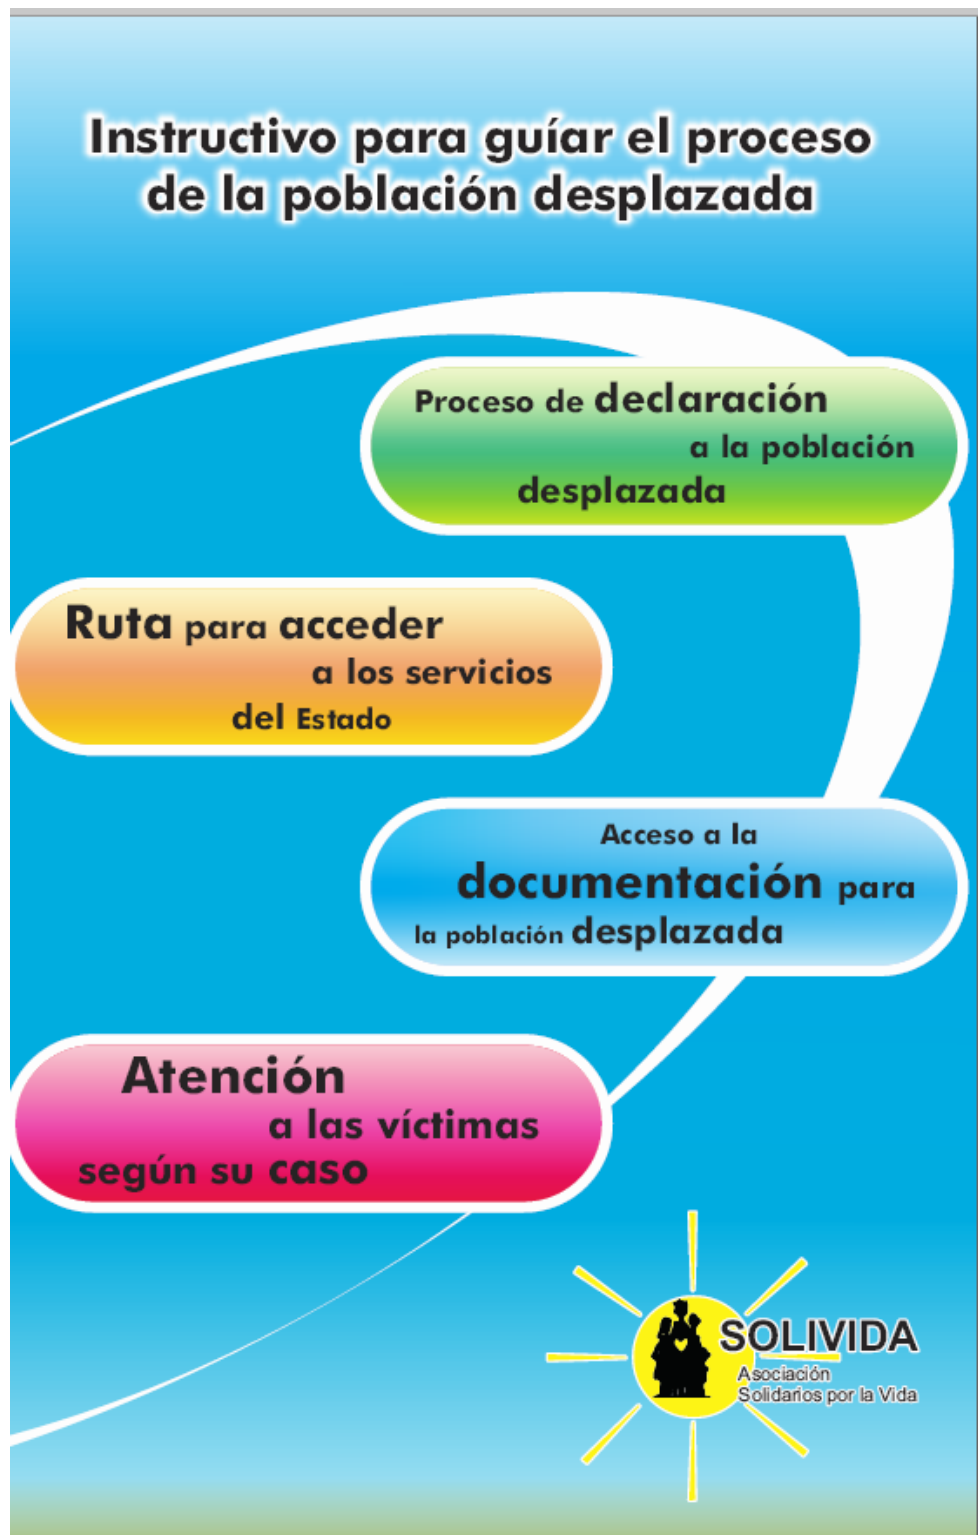 Instructivo para guíar el proceso
de la población desplazada
Proceso de declaración
a la población
desplazada
Ruta para acceder
a los servicios
del Estado
Acceso a la
documentación para
la población desplazada
Atención
a las víctimas
según su caso
SOLIVIDA
Asociación
Solidarios por la Vida